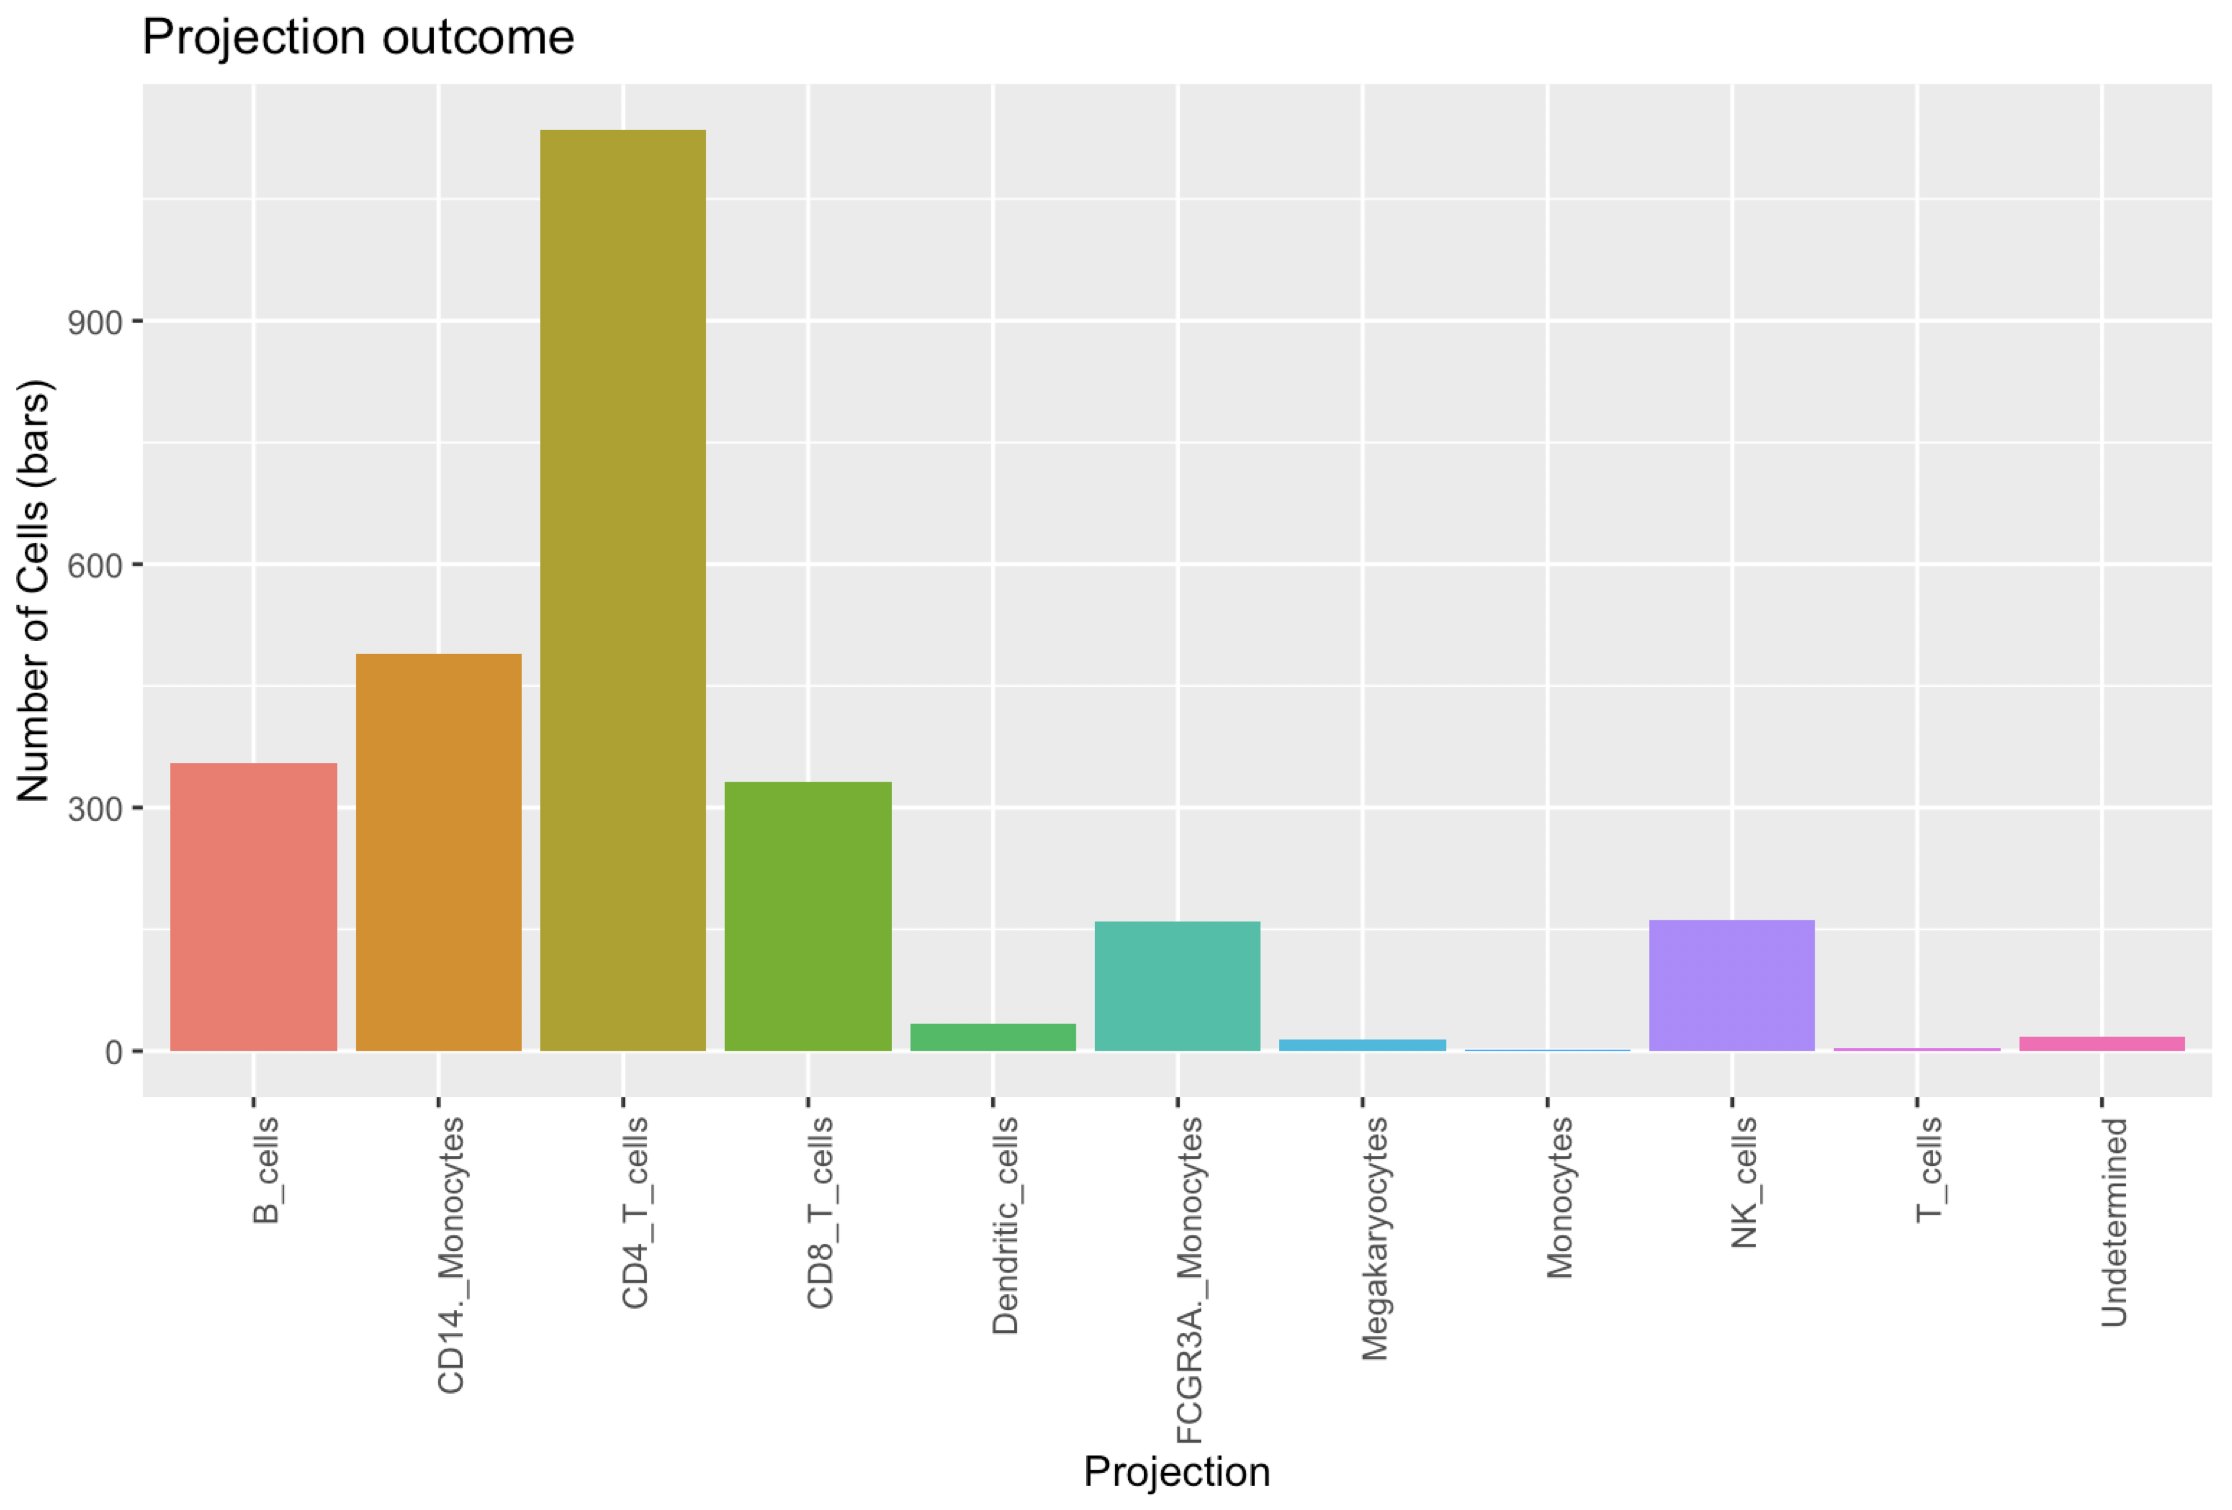 Projection outcome
Number of Cells (bars)
900
600
300
0
B_cells
CD14._Monocytes
CD4_T_cells
CD8_T_cells
Dendritic_cells
FCGR3A._Monocytes
Megakaryocytes
Monocytes
NK_cells
T_cells
Undetermined
Projection